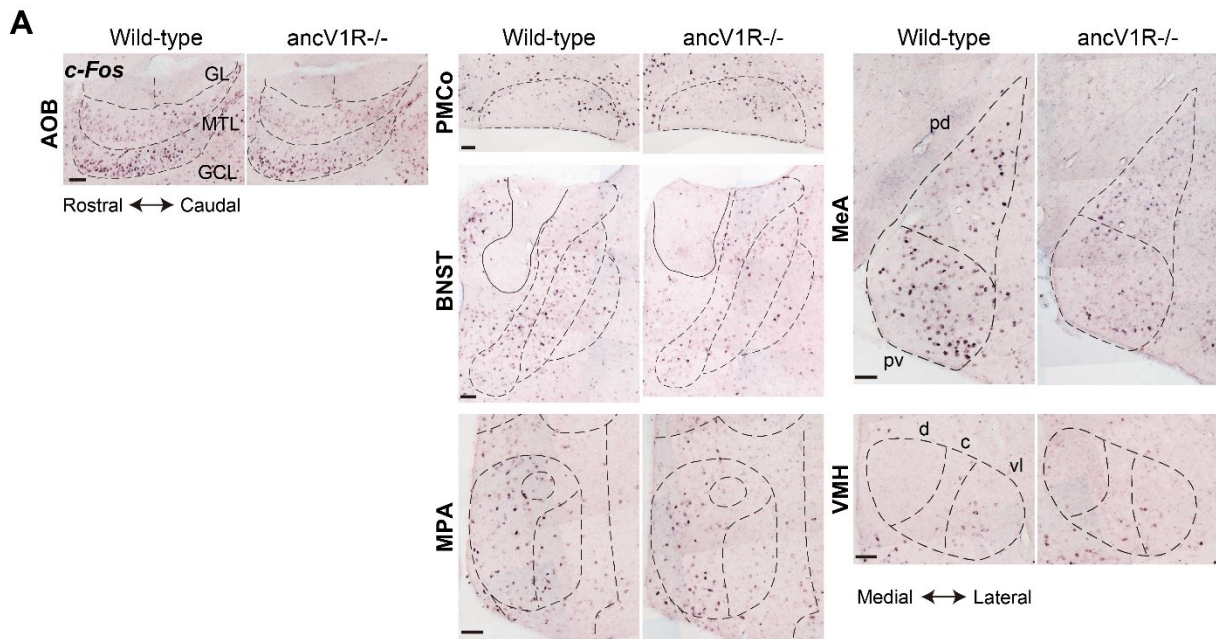 A
Wild-type
ancV1R-/-
c-Fos
GL
MTL
GCL
AOB
Rostral
Caudal
Wild-type
ancV1R-/-
PMCo
BNST
MPA
Wild-type
ancV1R-/-
pd
pv
MeA
d
c
vl
VMH
Medial
Lateral